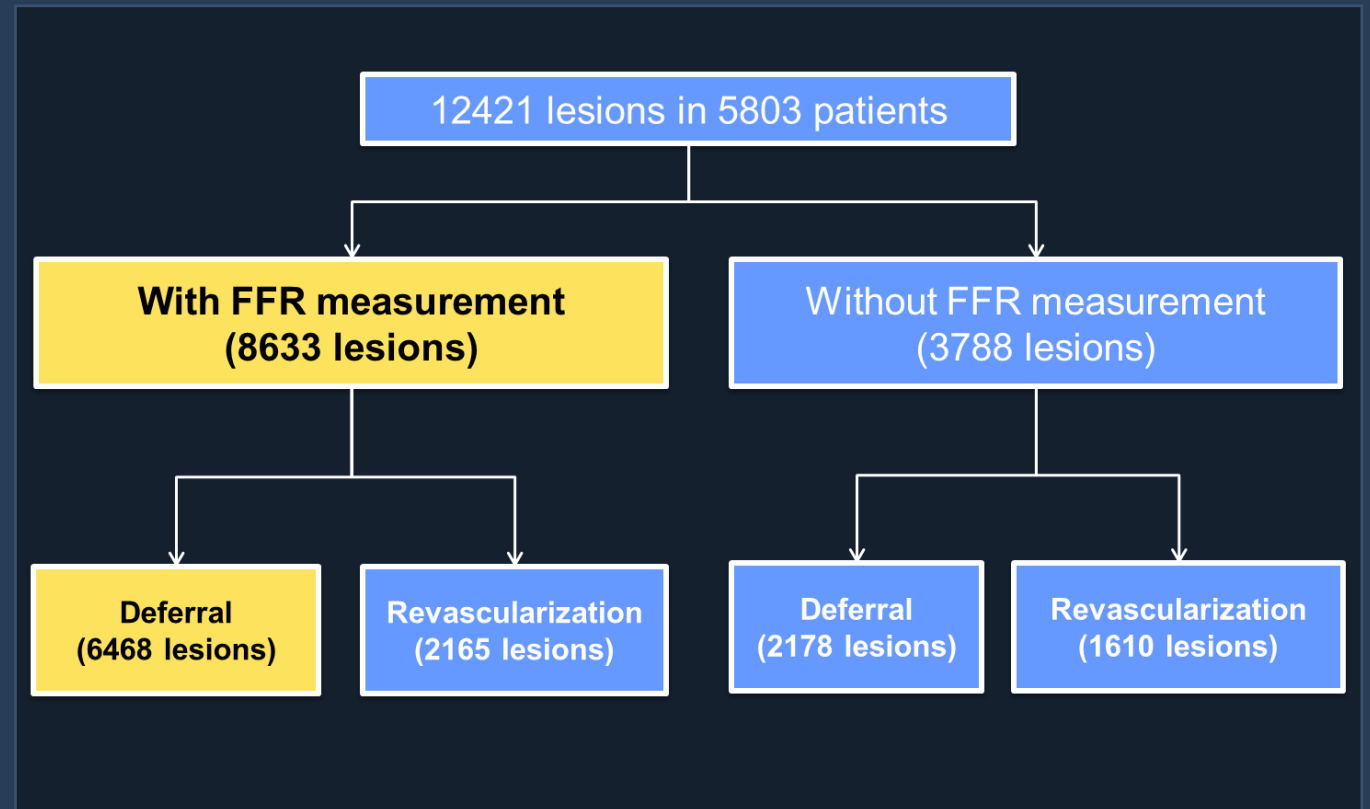 12421 lesions in 5803 patients
With FFR measurement
(8633 lesions)
Without FFR measurement
(3788 lesions)
Deferral
(6468 lesions)
Revascularization
(2165 lesions)
Deferral
(2178 lesions)
Revascularization
(1610 lesions)